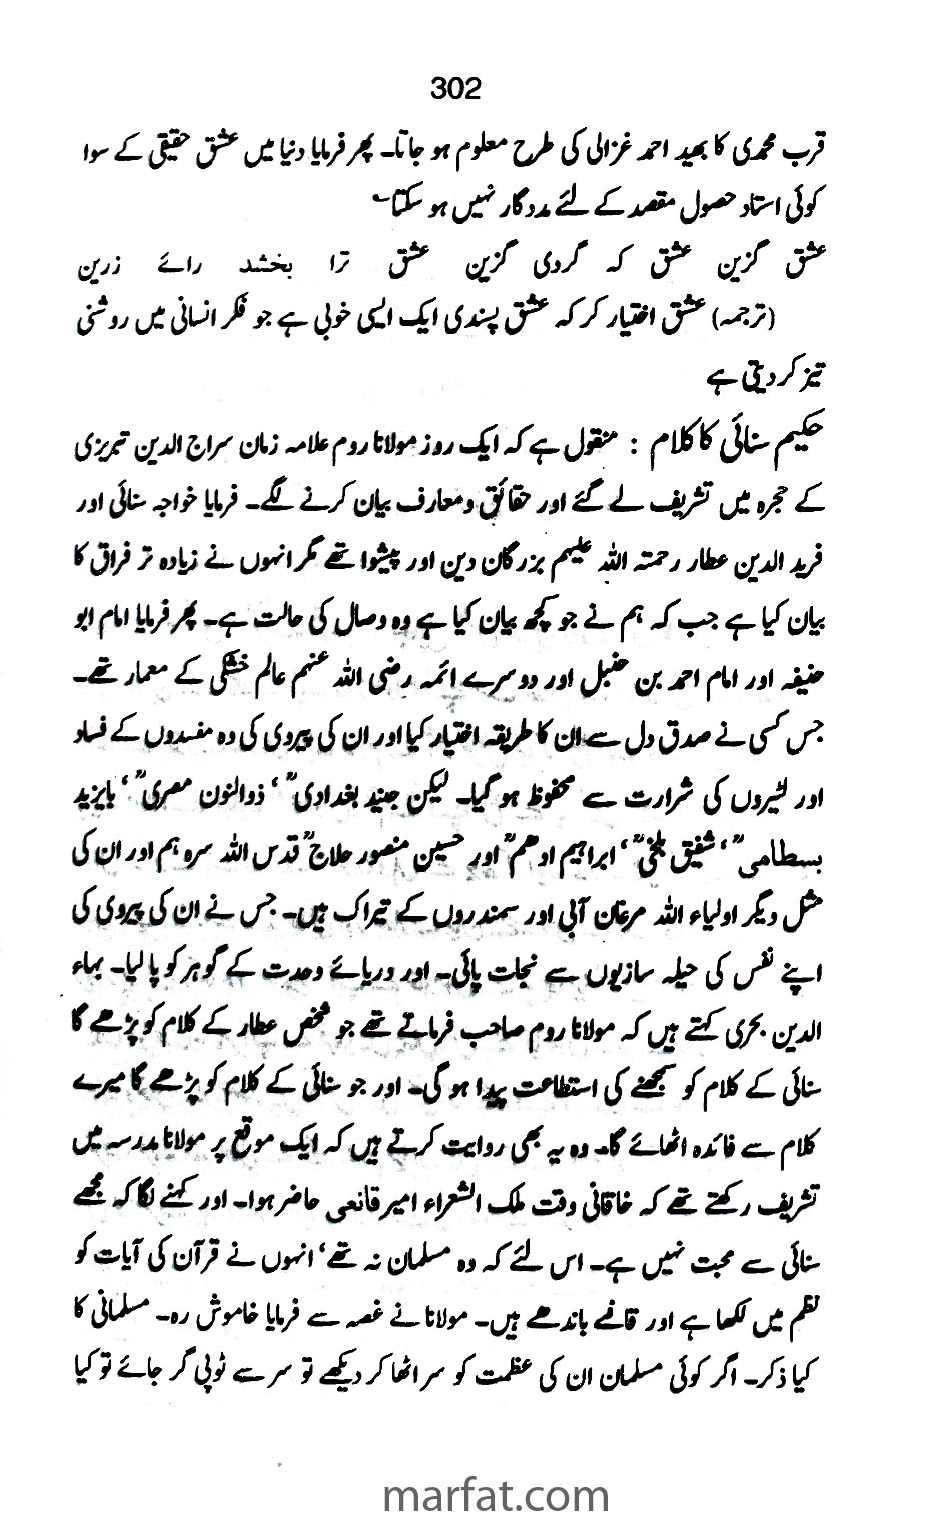 302
قرب محمدی کا بھید احمد غزالی کی طرح معلوم ہو جاتا۔ پھر فرمایا دنیا میں عشق حقیقی کے سوا
کوئی استاد حصول مقصد کے لئے مددگار نہیں ہو سکتا۔
عشق گزین عشق کہ گردی گزین عشق ترا بخشد رائے زرین
(ترجمہ) عشق اختیار کر کہ عشق پسندی ایک ایسی خوبی ہے جو فکر انسانی میں روشنی
تیز کر دیتی ہے
حکیم سنائی کا کلام : منقول ہے کہ ایک روز مولانا روم علامہ زمان سراج الدین تبریزی
کے حجرہ میں تشریف لے گئے اور حقائق ومعارف بیان کرنے لگے۔ فرمایا خواجہ سنائی اور
فرید الدین عطار رحمتہ اللہ علیہم بزرگان دین اور پیشوا تھے مگر انہوں نے زیادہ تر فراق کا
بیان کیا ہے جب کہ ہم نے جو کچھ بیان کیا ہے وہ وصال کی حالت ہے۔ پھر فرمایا امام ابو
حنیفہ اور امام احمد بن حنبل اور دوسرے ائمہ رضی اللہ عنہم عالم خشکی کے معمار تھے۔
جس کسی نے صدق دل سے ان کا طریقہ اختیار کیا اور ان کی پیروی کی وہ مفسدوں کے فساد
اور لٹیروں کی شرارت سے محفوظ ہو گیا۔ لیکن جنید بغدادیؒ ‘ ذوالنون مصریؒ ‘ بایزید
بسطامیؒ ‘ شفیق بلخیؒ ‘ ابراہیم ادھمؒ اور حسین منصور حلاجؒ قدس اللہ سرہ ہم اور ان کی
مثل دیگر اولیاء اللہ مرغان آبی اور سمندروں کے تیراک ہیں۔ جس نے ان کی پیروی کی
اپنے نفس کی حیلہ سازیوں سے نجات پائی۔ اور دریائے وحدت کے گوہر کو پا لیا۔ بہاء
الدین بحری کہتے ہیں کہ مولانا روم صاحب فرماتے تھے جو شخص عطار کے کلام کو پڑھے گا
سنائی کے کلام کو سمجھنے کی استطاعت پیدا ہو گی۔ اور جو سنائی کے کلام کو پڑھے گا میرے
کلام سے فائدہ اٹھائے گا۔ وہ یہ بھی روایت کرتے ہیں کہ ایک موقع پر مولانا مدرسہ میں
تشریف رکھتے تھے کہ خاقانی وقت ملک الشعراء امیر قانعی حاضر ہوا۔ اور کہنے لگا کہ مجھے
سنائی سے محبت نہیں ہے۔ اس لئے کہ وہ مسلمان نہ تھے‘ انہوں نے قرآن کی آیات کو
نظم میں لکھا ہے اور قافیے باندھے ہیں۔ مولانا نے غصہ سے فرمایا خاموش رہ۔ مسلمانی کا
کیا ذکر۔ اگر کوئی مسلمان ان کی عظمت کو سر اٹھا کر دیکھے تو سر سے ٹوپی گر جائے تو کیا
marfat.com